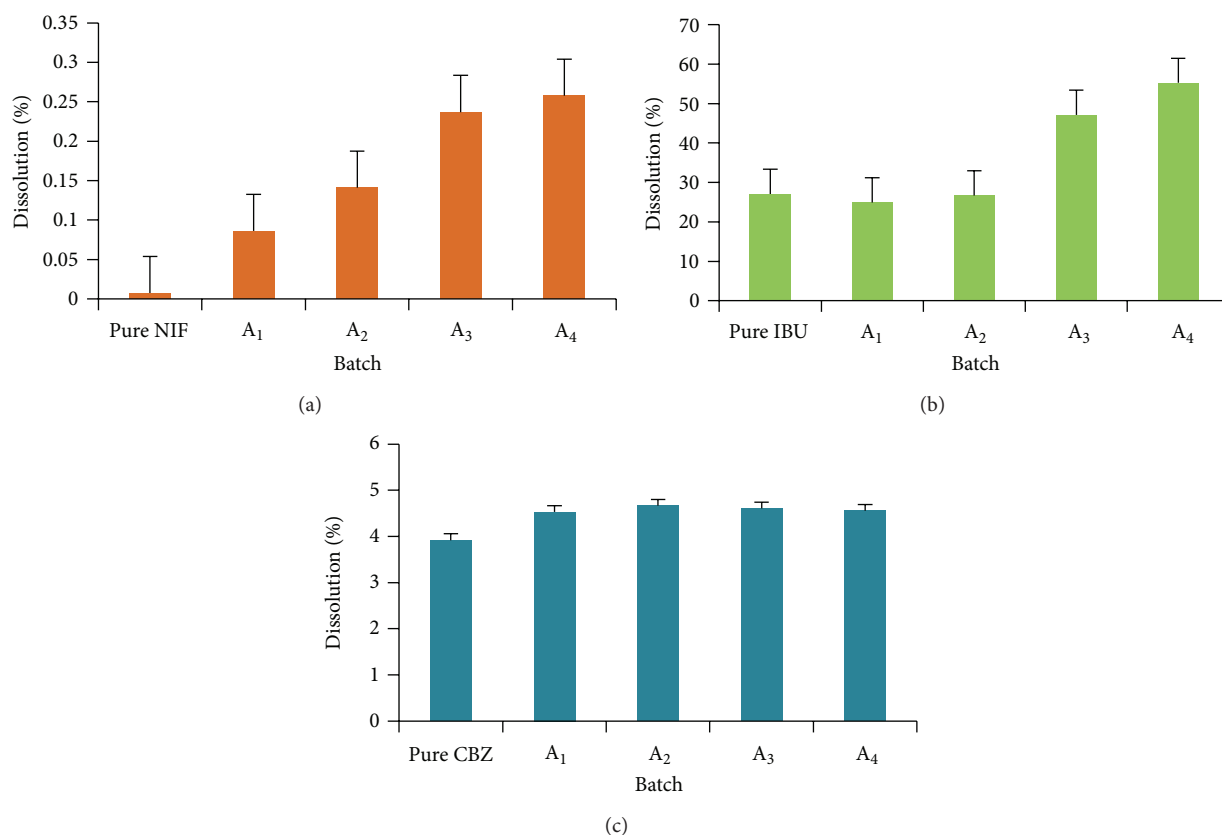 Dissolution (%)
0.35
0.3
0.25
0.2
0.15
0.1
0.05
0
Pure NIF A₁ A₂ A₃ A₄
Batch
(a)
Dissolution (%)
70
60
50
40
30
20
10
0
Pure IBU A₁ A₂ A₃ A₄
Batch
(b)
Dissolution (%)
6
5
4
3
2
1
0
Pure CBZ A₁ A₂ A₃ A₄
Batch
(c)